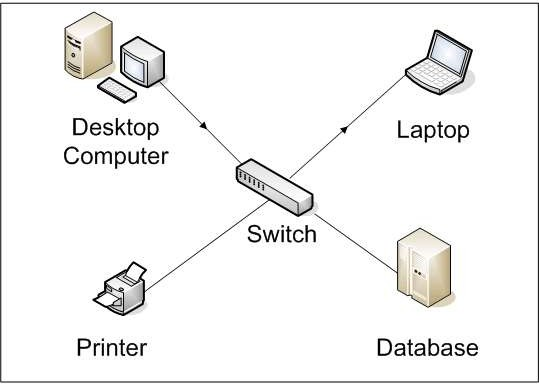 Desktop
Computer
Laptop
Switch
Printer
Database